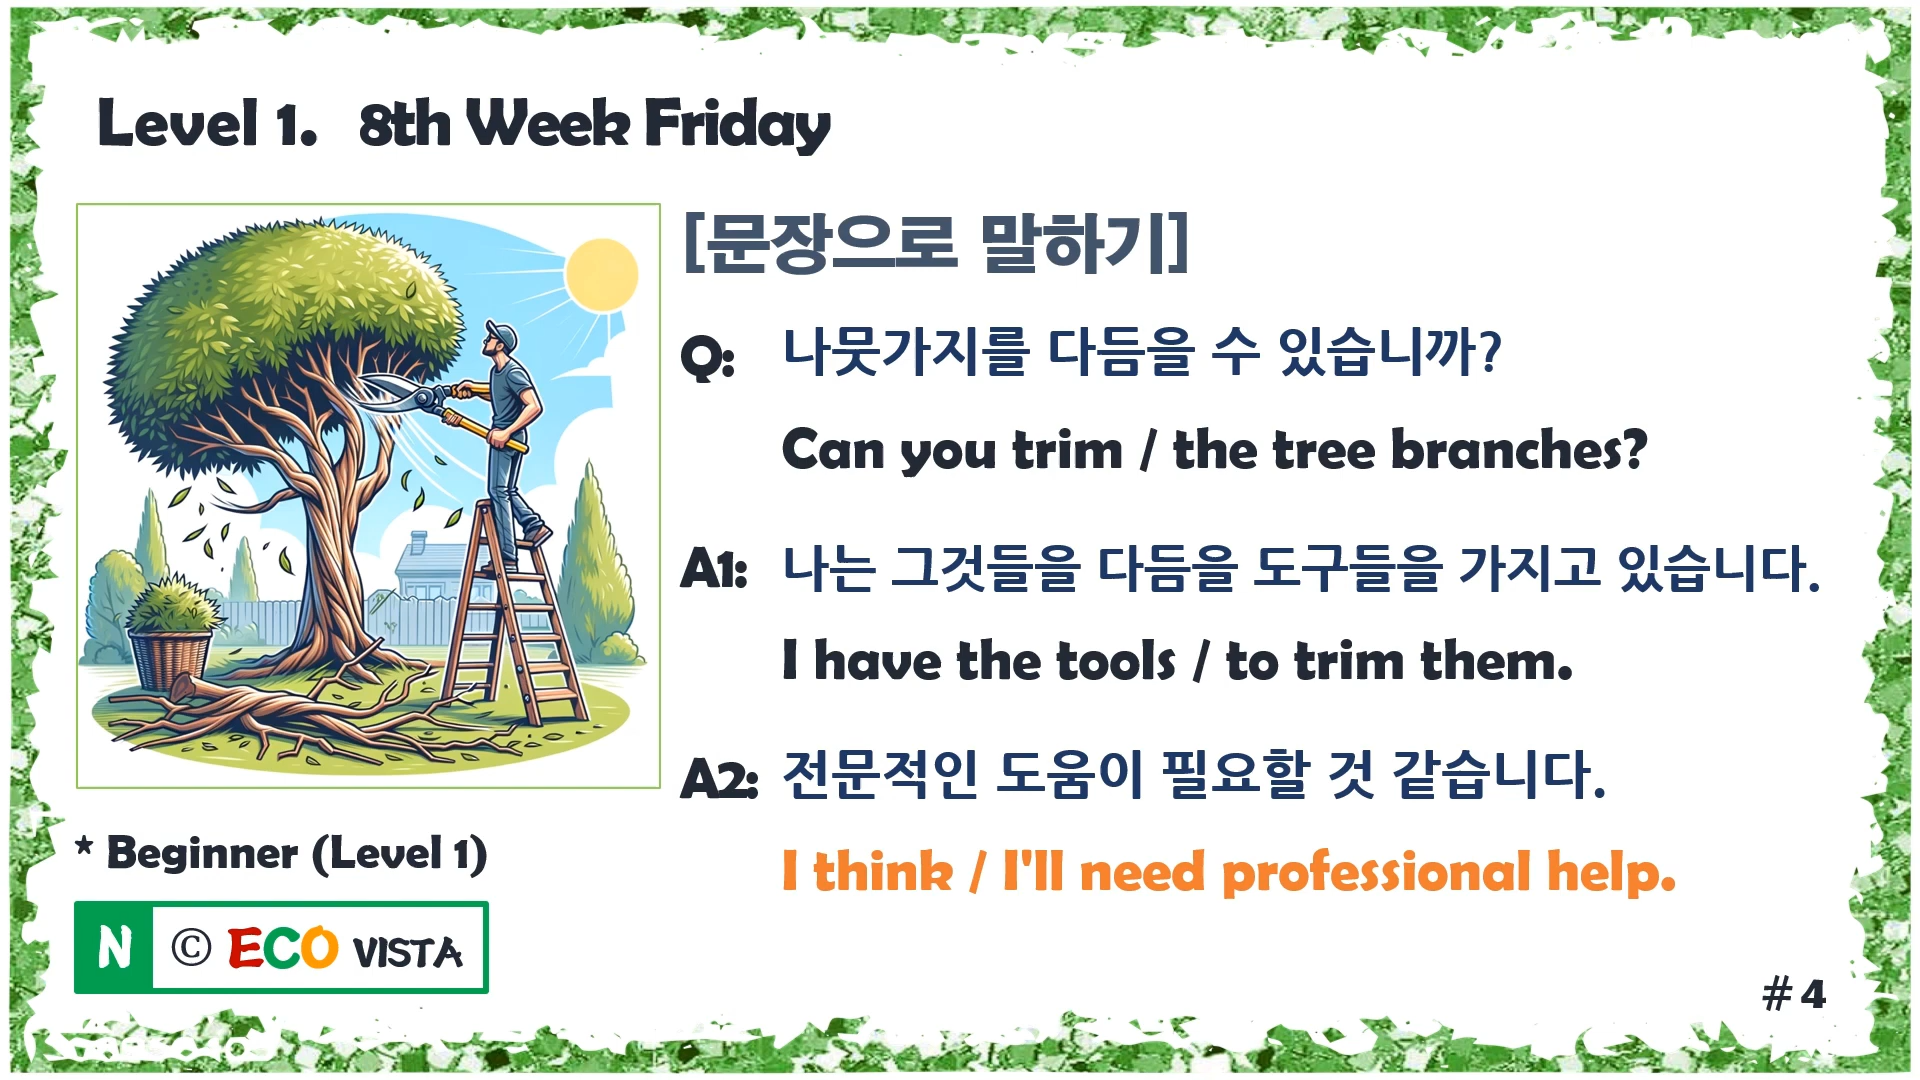 Level 1. 8th Week Friday
[문장으로 말하기]
Q: 나뭇가지를 다듬을 수 있습니까?
Can you trim / the tree branches?
A1: 나는 그것들을 다듬을 도구들을 가지고 있습니다.
I have the tools / to trim them.
A2: 전문적인 도움이 필요할 것 같습니다.
I think / I'll need professional help.
* Beginner (Level 1)
N © ECO VISTA
# 4